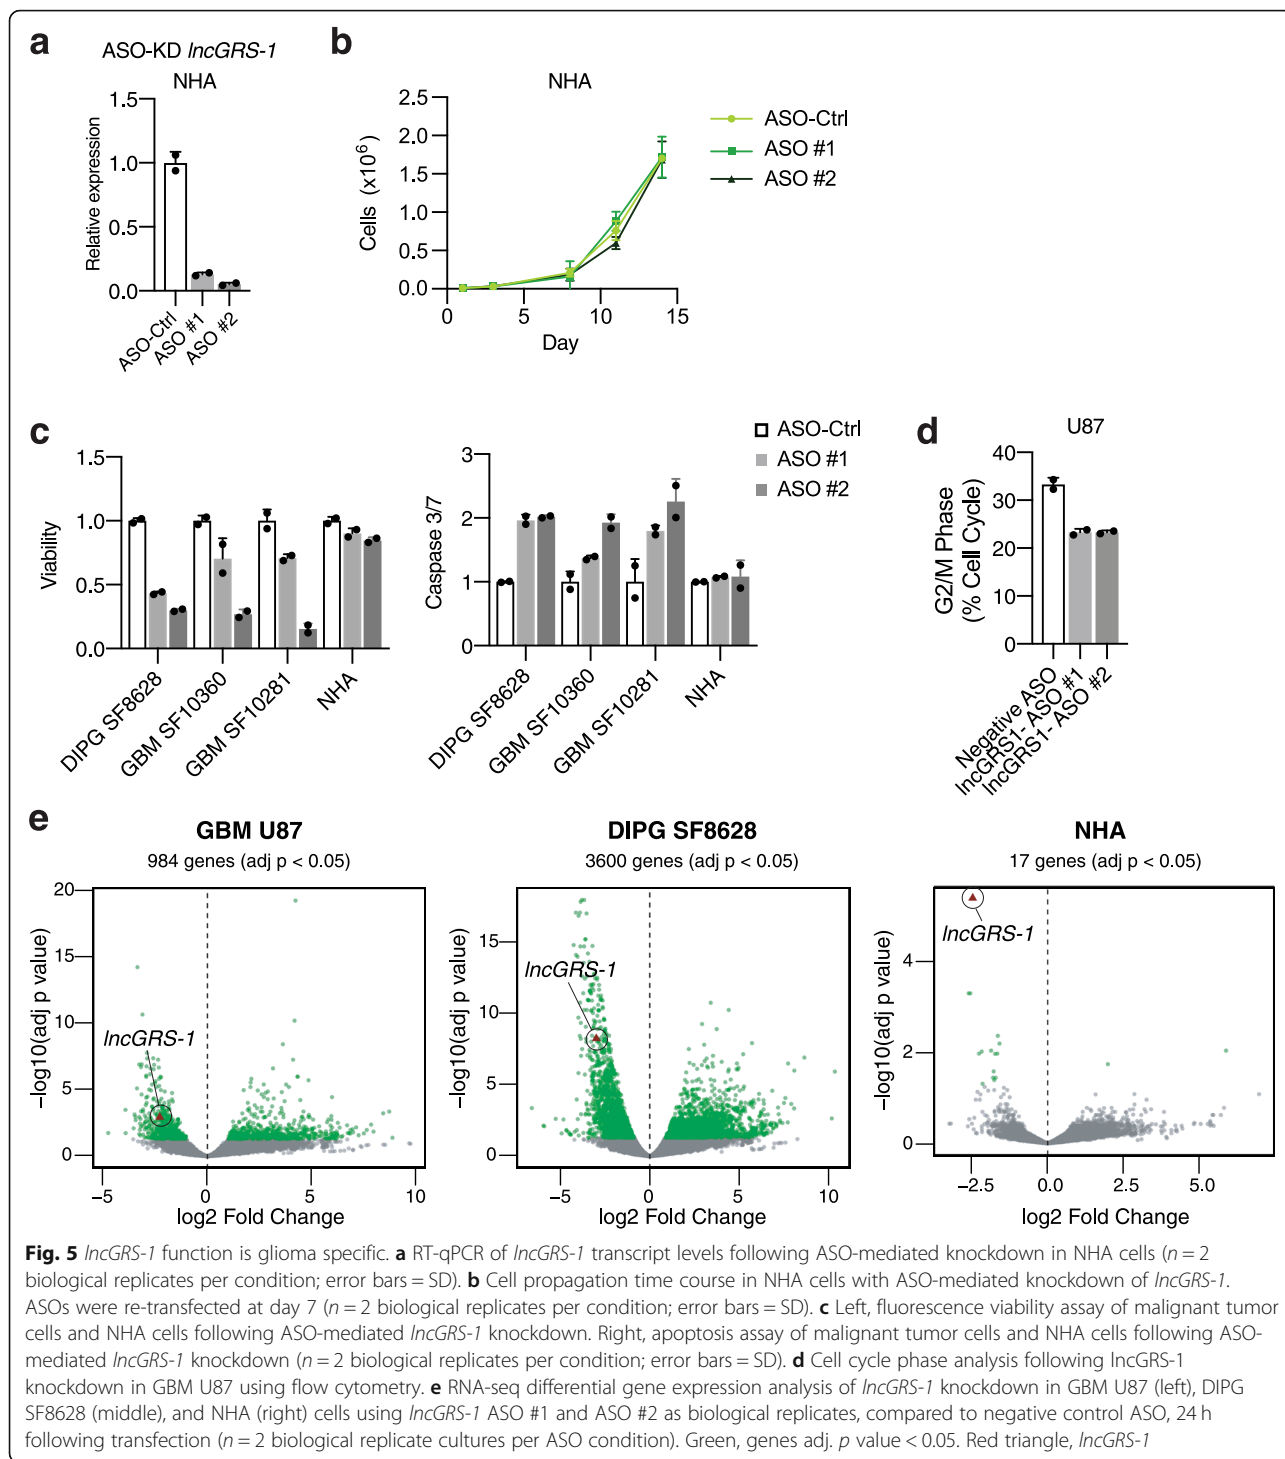 a
ASO-KD lncGRS-1
NHA
Relative expression
1.5
1.0
0.5
0.0
ASO-Ctrl
ASO #1
ASO #2
b
NHA
Cells (x10⁶)
2.5
2.0
1.5
1.0
0.5
0.0
0 5 10 15
Day
ASO-Ctrl
ASO #1
ASO #2
c
Viability
1.5
1.0
0.5
0.0
DIPG SF8628
GBM SF10360
GBM SF10281
NHA
Caspase 3/7
3
2
1
0
DIPG SF8628
GBM SF10360
GBM SF10281
NHA
ASO-Ctrl
ASO #1
ASO #2
d
U87
G2/M Phase
(% Cell Cycle)
40
30
20
10
0
Negative ASO
lncGRS1- ASO #1
lncGRS1- ASO #2
e
GBM U87
984 genes (adj p < 0.05)
−log10(adj p value)
20
15
10
5
0
lncGRS-1
−5 0 5 10
log2 Fold Change
DIPG SF8628
3600 genes (adj p < 0.05)
−log10(adj p value)
15
10
5
0
lncGRS-1
−5 0 5 10
log2 Fold Change
NHA
17 genes (adj p < 0.05)
−log10(adj p value)
4
2
0
lncGRS-1
−2.5 0.0 2.5 5.0
log2 Fold Change
Fig. 5 lncGRS-1 function is glioma specific. a RT-qPCR of lncGRS-1 transcript levels following ASO-mediated knockdown in NHA cells (n = 2
biological replicates per condition; error bars = SD). b Cell propagation time course in NHA cells with ASO-mediated knockdown of lncGRS-1.
ASOs were re-transfected at day 7 (n = 2 biological replicates per condition; error bars = SD). c Left, fluorescence viability assay of malignant tumor
cells and NHA cells following ASO-mediated lncGRS-1 knockdown. Right, apoptosis assay of malignant tumor cells and NHA cells following ASO-
mediated lncGRS-1 knockdown (n = 2 biological replicates per condition; error bars = SD). d Cell cycle phase analysis following lncGRS-1
knockdown in GBM U87 using flow cytometry. e RNA-seq differential gene expression analysis of lncGRS-1 knockdown in GBM U87 (left), DIPG
SF8628 (middle), and NHA (right) cells using lncGRS-1 ASO #1 and ASO #2 as biological replicates, compared to negative control ASO, 24 h
following transfection (n = 2 biological replicate cultures per ASO condition). Green, genes adj. p value < 0.05. Red triangle, lncGRS-1